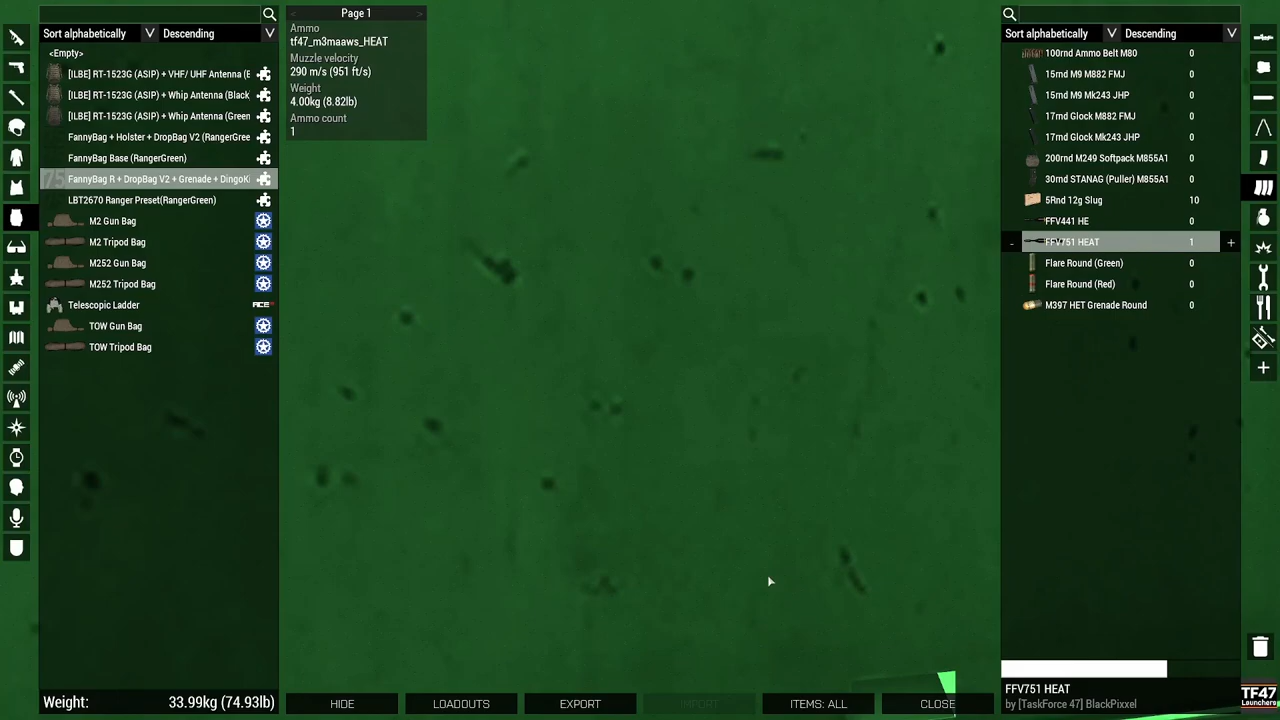 Sort alphabetically
Descending
<Empty>
[ILBE] RT-1523G (ASIP) + VHF/ UHF Antenna (E
[ILBE] RT-1523G (ASIP) + Whip Antenna (Black
[ILBE] RT-1523G (ASIP) + Whip Antenna (Green
FannyBag + Holster + DropBag V2 (RangerGree
FannyBag Base (RangerGreen)
FannyBag R + DropBag V2 + Grenade + DingoKi
LBT2670 Ranger Preset(RangerGreen)
M2 Gun Bag
M2 Tripod Bag
M252 Gun Bag
M252 Tripod Bag
Telescopic Ladder
ACE
TOW Gun Bag
TOW Tripod Bag
Weight: 33.99kg (74.93lb)
< Page 1 >
Ammo
tf47_m3maaws_HEAT
Muzzle velocity
290 m/s (951 ft/s)
Weight
4.00kg (8.82lb)
Ammo count
1
HIDE
LOADOUTS
EXPORT
IMPORT
ITEMS: ALL
CLOSE
Sort alphabetically
Descending
100rnd Ammo Belt M80 0
15rnd M9 M882 FMJ 0
15rnd M9 Mk243 JHP 0
17rnd Glock M882 FMJ 0
17rnd Glock Mk243 JHP 0
200rnd M249 Softpack M855A1 0
30rnd STANAG (Puller) M855A1 0
5Rnd 12g Slug 10
FFV441 HE 0
- FFV751 HEAT 1 +
Flare Round (Green) 0
Flare Round (Red) 0
M397 HET Grenade Round 0
FFV751 HEAT
by [TaskForce 47] BlackPixxel
TF47
Launchers